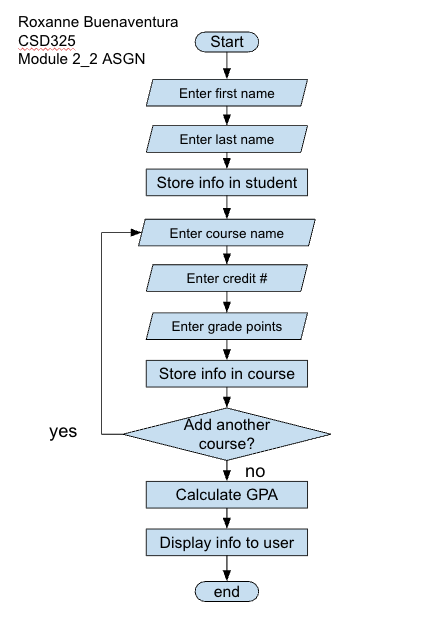 Roxanne Buenaventura
CSD325
Module 2_2 ASGN
Start
Enter first name
Enter last name
Store info in student
Enter course name
Enter credit #
Enter grade points
Store info in course
Add another
course?
yes
no
Calculate GPA
Display info to user
end